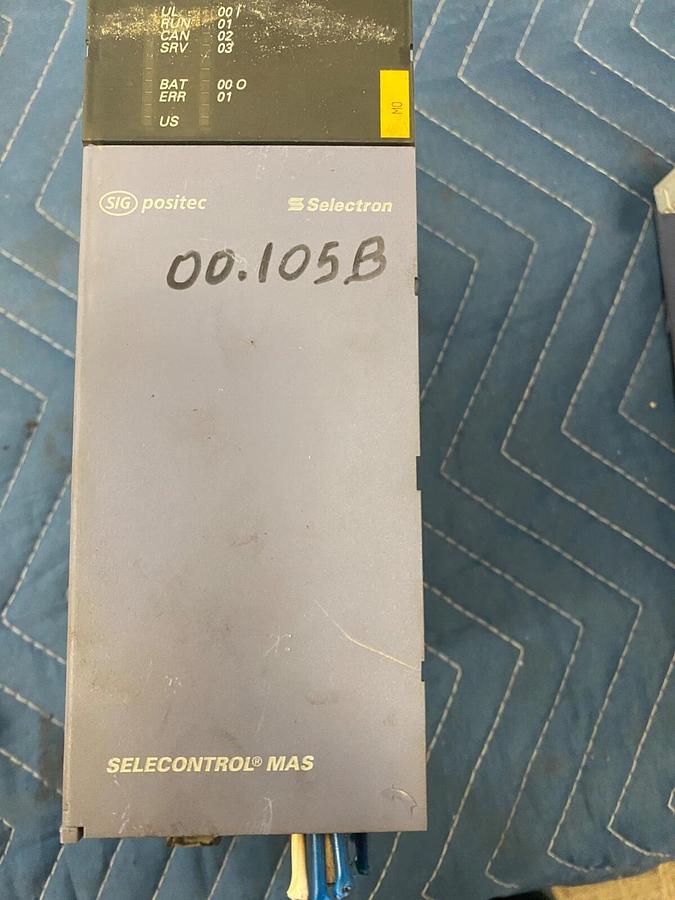 UL 00 I
RUN 01
CAN 02
SRV 03
BAT 00 O
ERR 01
US
MO
SIG positec
Selectron
00.105B
SELECONTROL® MAS